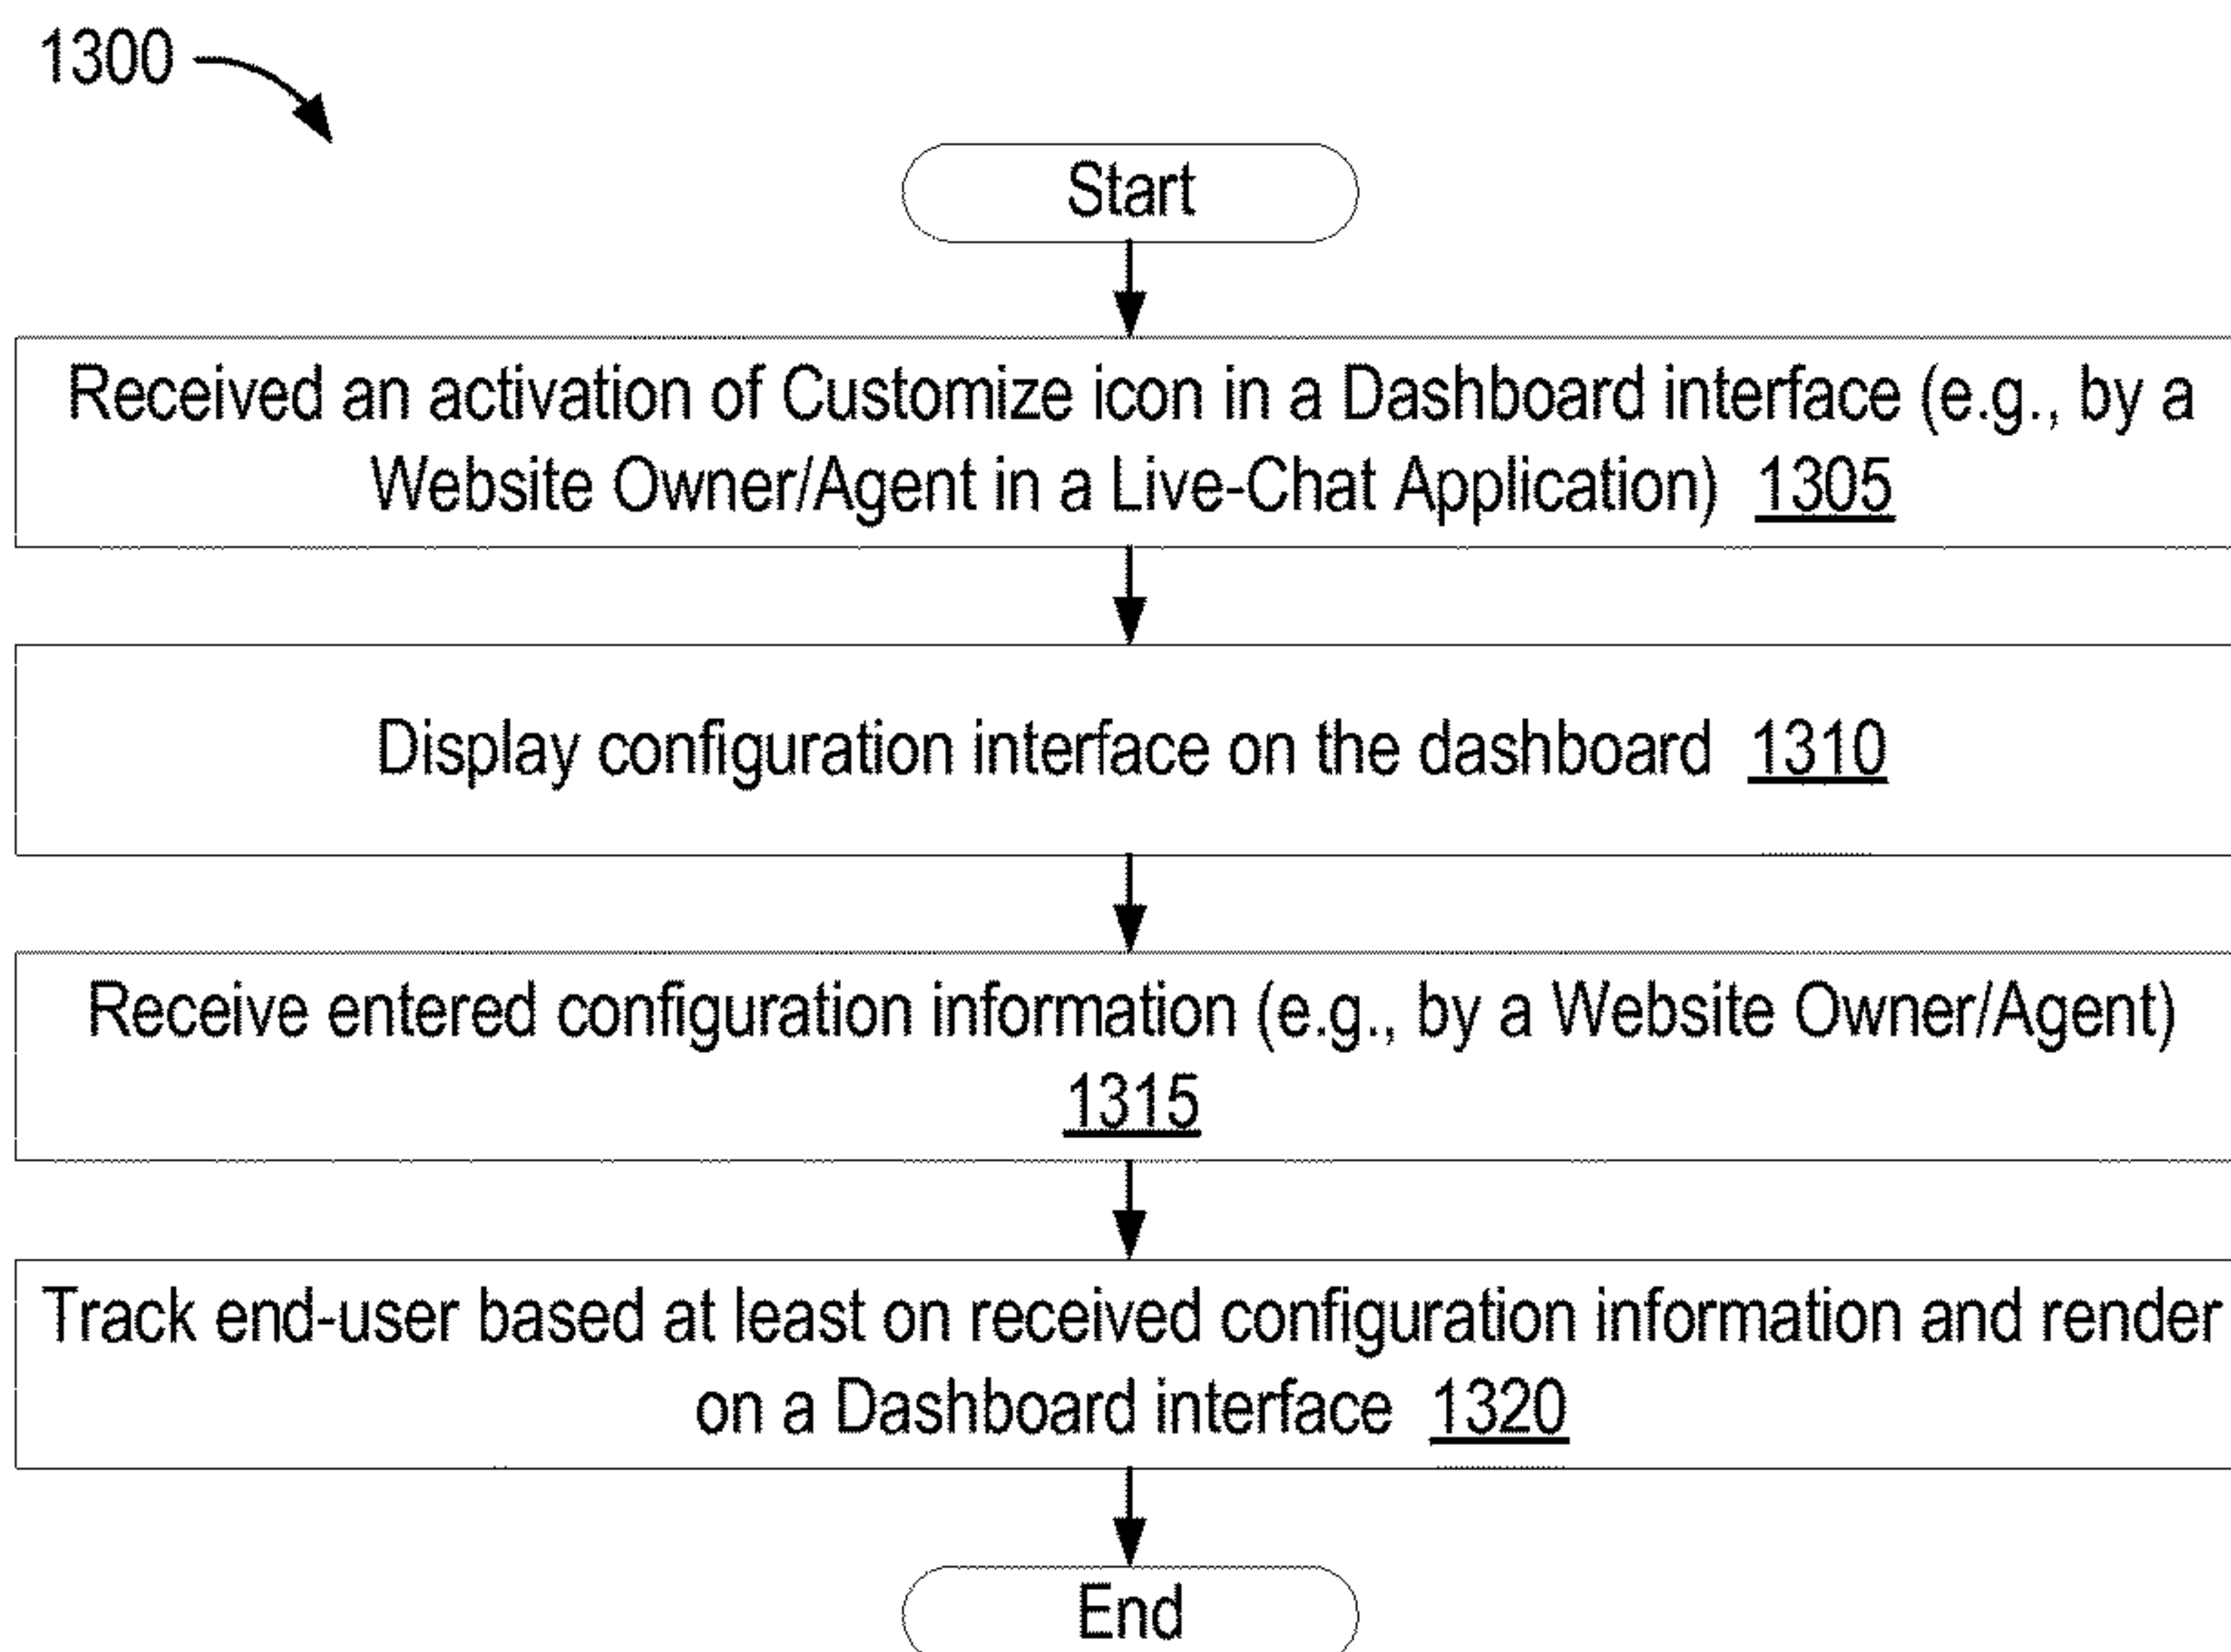 1300
Start
Received an activation of Customize icon in a Dashboard interface (e.g., by a
Website Owner/Agent in a Live-Chat Application) 1305
Display configuration interface on the dashboard 1310
Receive entered configuration information (e.g., by a Website Owner/Agent)
1315
Track end-user based at least on received configuration information and render
on a Dashboard interface 1320
End